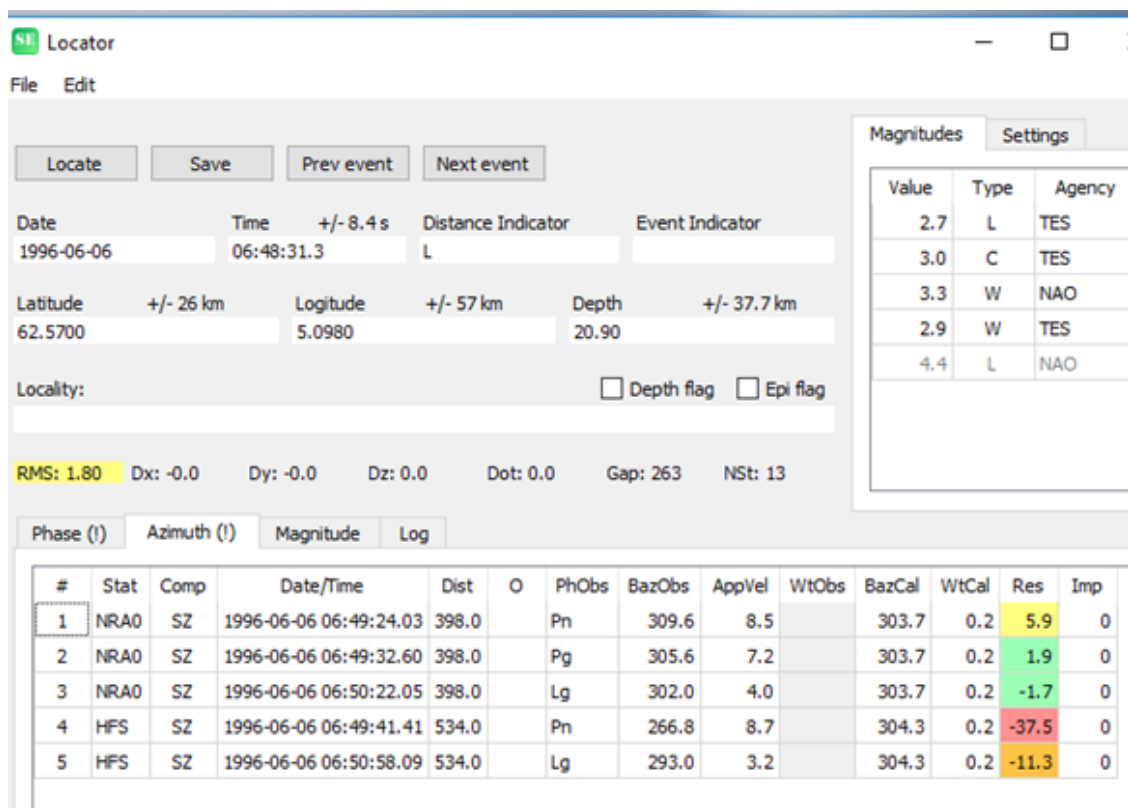 SE Locator
File Edit
Magnitudes Settings
Locate Save Prev event Next event
Value Type Agency
Date Time +/- 8.4 s Distance Indicator Event Indicator
2.7 L TES
1996-06-06 06:48:31.3 L
3.0 C TES
Latitude +/- 26 km Logitude +/- 57 km Depth +/- 37.7 km
3.3 W NAO
62.5700 5.0980 20.90
2.9 W TES
4.4 L NAO
Locality: Depth flag Epi flag
RMS: 1.80 Dx: -0.0 Dy: -0.0 Dz: 0.0 Dot: 0.0 Gap: 263 NSt: 13
Phase (!) Azimuth (!) Magnitude Log
# Stat Comp Date/Time Dist O PhObs BazObs AppVel WtObs BazCal WtCal Res Imp
1 NRA0 SZ 1996-06-06 06:49:24.03 398.0 Pn 309.6 8.5 303.7 0.2 5.9 0
2 NRA0 SZ 1996-06-06 06:49:32.60 398.0 Pg 305.6 7.2 303.7 0.2 1.9 0
3 NRA0 SZ 1996-06-06 06:50:22.05 398.0 Lg 302.0 4.0 303.7 0.2 -1.7 0
4 HFS SZ 1996-06-06 06:49:41.41 534.0 Pn 266.8 8.7 304.3 0.2 -37.5 0
5 HFS SZ 1996-06-06 06:50:58.09 534.0 Lg 293.0 3.2 304.3 0.2 -11.3 0